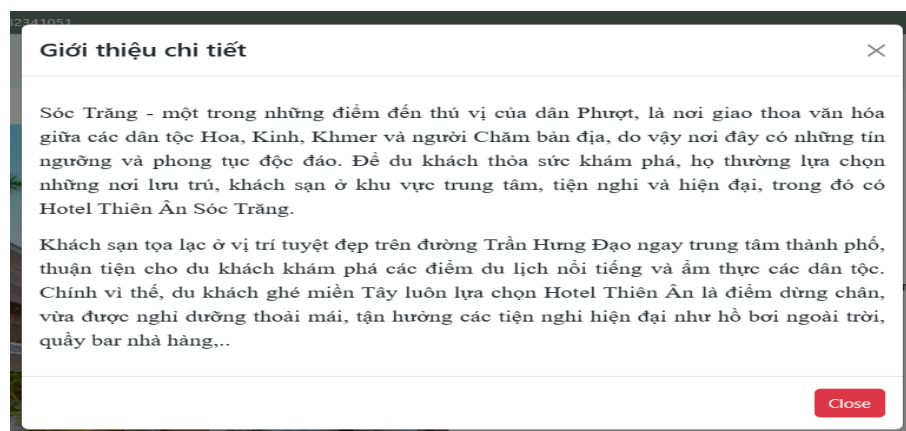 32341051
Giới thiệu chi tiết
Sóc Trăng - một trong những điểm đến thú vị của dân Phượt, là nơi giao thoa văn hóa
giữa các dân tộc Hoa, Kinh, Khmer và người Chăm bản địa, do vậy nơi đây có những tín
ngưỡng và phong tục độc đáo. Để du khách thỏa sức khám phá, họ thường lựa chọn
những nơi lưu trú, khách sạn ở khu vực trung tâm, tiện nghi và hiện đại, trong đó có
Hotel Thiên Ân Sóc Trăng.
Khách sạn tọa lạc ở vị trí tuyệt đẹp trên đường Trần Hưng Đạo ngay trung tâm thành phố,
thuận tiện cho du khách khám phá các điểm du lịch nổi tiếng và ẩm thực các dân tộc.
Chính vì thế, du khách ghé miền Tây luôn lựa chọn Hotel Thiên Ân là điểm dừng chân,
vừa được nghỉ dưỡng thoải mái, tận hưởng các tiện nghi hiện đại như hồ bơi ngoài trời,
quầy bar nhà hàng,..
Close